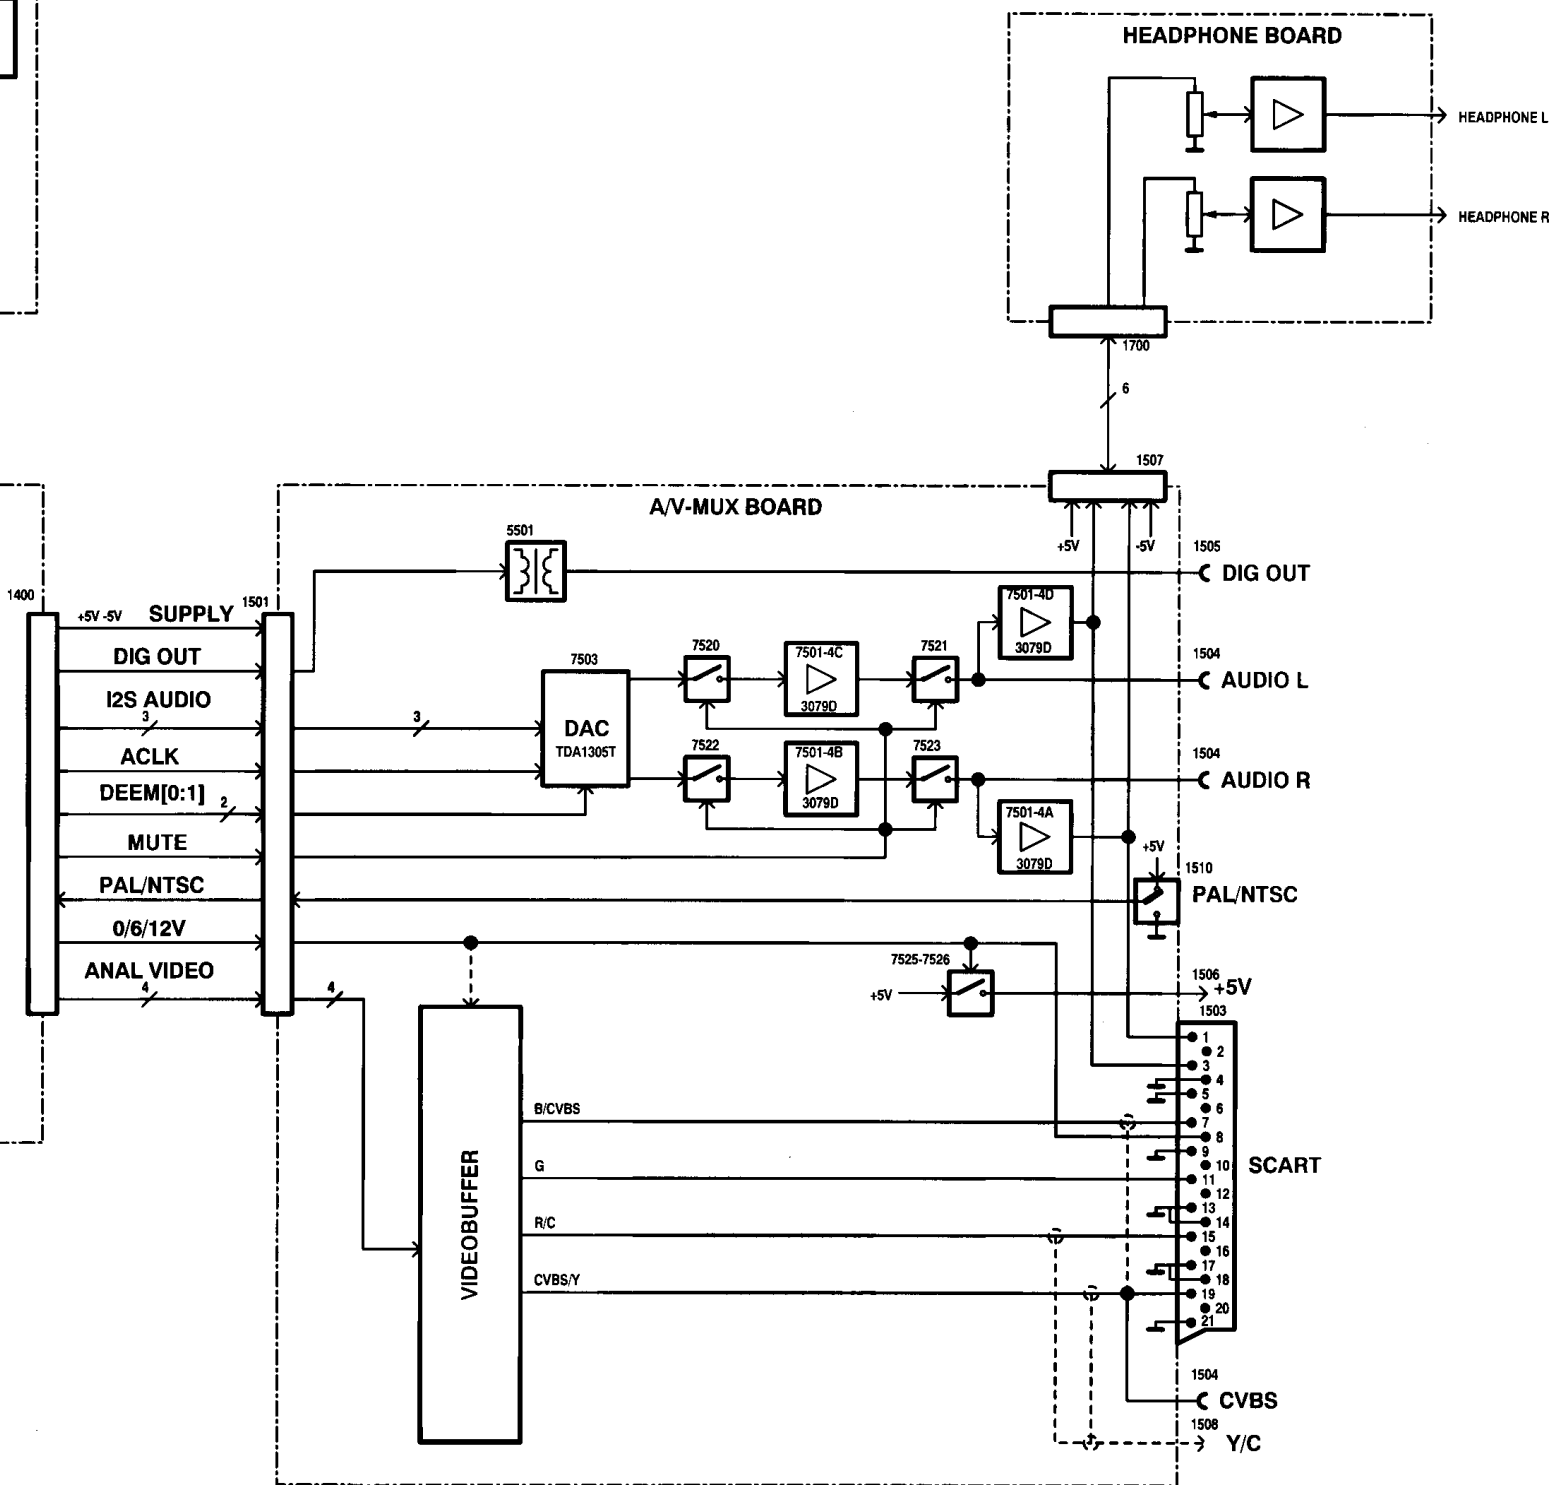 HEADPHONE BOARD
HEADPHONE L
HEADPHONE R
1700
6
1507
A/V-MUX BOARD
+5V
-5V
5501
1505
DIG OUT
1400
+5V -5V SUPPLY
1501
DIG OUT
I2S AUDIO
3
ACLK
DEEM[0:1]
2
MUTE
PAL/NTSC
0/6/12V
ANAL VIDEO
4
3
4
7503
DAC
TDA1305T
7520
7501-4C
3079D
7521
7501-4D
3079D
1504
AUDIO L
7522
7501-4B
3079D
7523
1504
AUDIO R
7501-4A
3079D
+5V
1510
PAL/NTSC
7525-7526
+5V
1506
+5V
1503
1
2
3
4
5
6
7
8
9
10
11
12
13
14
15
16
17
18
19
20
21
SCART
VIDEOBUFFER
B/CVBS
G
R/C
CVBS/Y
1504
CVBS
1508
Y/C